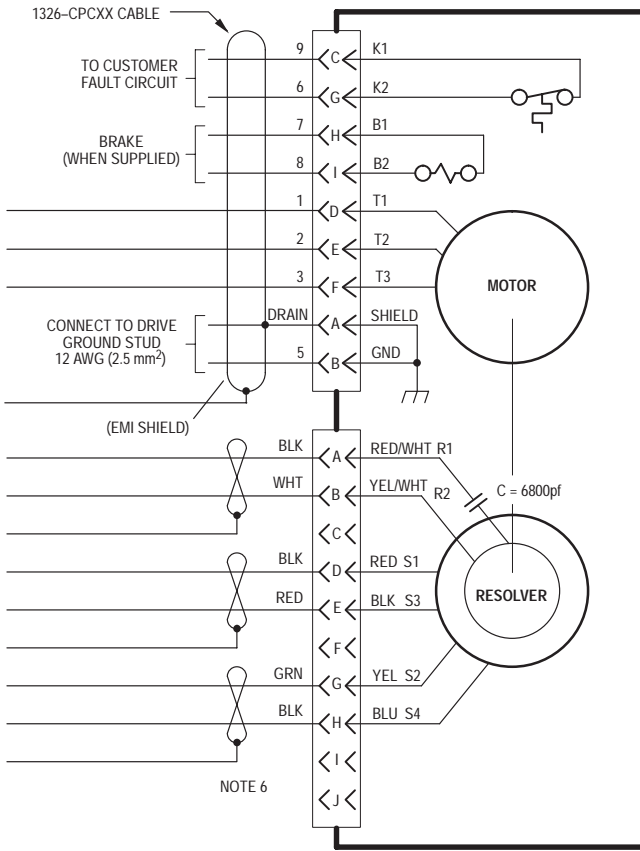 1326–CPCXX CABLE
TO CUSTOMER
FAULT CIRCUIT
9 C K1
6 G K2
BRAKE
(WHEN SUPPLIED)
7 H B1
8 I B2
1 D T1
2 E T2
3 F T3
MOTOR
CONNECT TO DRIVE
GROUND STUD
12 AWG (2.5 mm²)
DRAIN A SHIELD
5 B GND
(EMI SHIELD)
BLK A RED/WHT R1
WHT B YEL/WHT R2
C = 6800pf
C
BLK D RED S1
RED E BLK S3
RESOLVER
F
GRN G YEL S2
BLK H BLU S4
I
NOTE 6
J